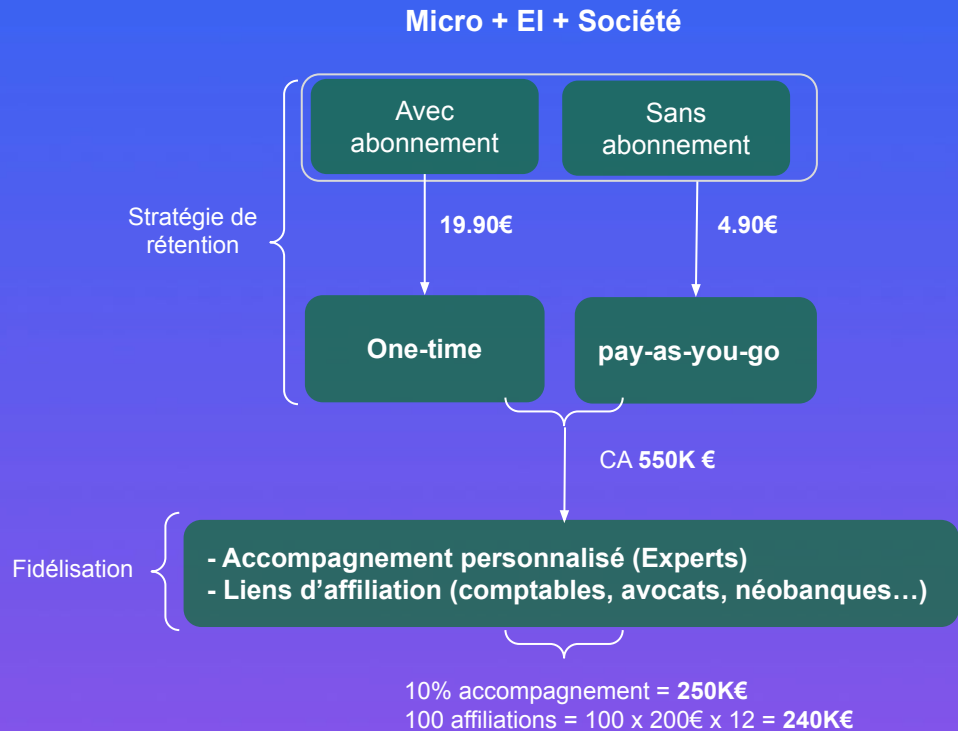 Micro + EI + Société
Avec
abonnement
Sans
abonnement
Stratégie de
rétention
19.90€
4.90€
One-time
pay-as-you-go
CA 550K €
Fidélisation
- Accompagnement personnalisé (Experts)
- Liens d’affiliation (comptables, avocats, néobanques…)
10% accompagnement = 250K€
100 affiliations = 100 x 200€ x 12 = 240K€